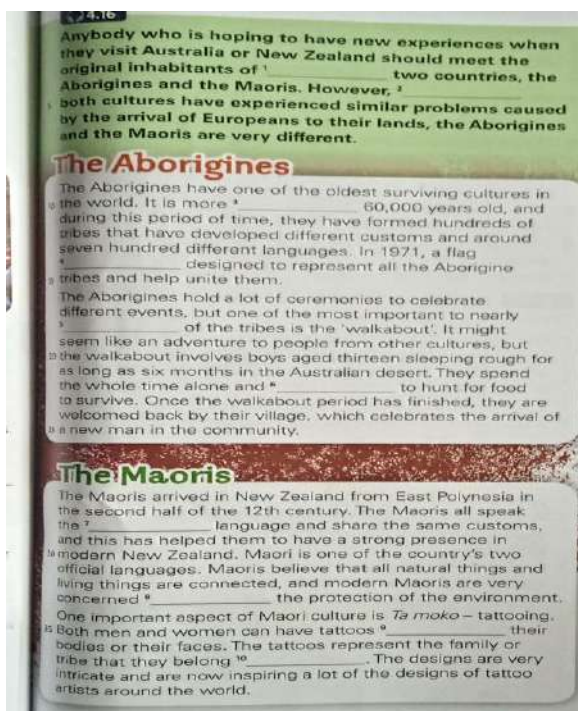 4.16
Anybody who is hoping to have new experiences when
they visit Australia or New Zealand should meet the
original inhabitants of ¹____________ two countries, the
Aborigines and the Maoris. However, ²____________
5 both cultures have experienced similar problems caused
by the arrival of Europeans to their lands, the Aborigines
and the Maoris are very different.
The Aborigines
The Aborigines have one of the oldest surviving cultures in
10 the world. It is more ³____________ 60,000 years old, and
during this period of time, they have formed hundreds of
tribes that have developed different customs and around
seven hundred different languages. In 1971, a flag
⁴____________ designed to represent all the Aborigine
15 tribes and help unite them.
The Aborigines hold a lot of ceremonies to celebrate
different events, but one of the most important to nearly
⁵____________ of the tribes is the 'walkabout'. It might
seem like an adventure to people from other cultures, but
20 the walkabout involves boys aged thirteen sleeping rough for
as long as six months in the Australian desert. They spend
the whole time alone and ⁶____________ to hunt for food
to survive. Once the walkabout period has finished, they are
welcomed back by their village, which celebrates the arrival of
25 a new man in the community.
The Maoris
The Maoris arrived in New Zealand from East Polynesia in
the second half of the 12th century. The Maoris all speak
the ⁷____________ language and share the same customs,
and this has helped them to have a strong presence in
30 modern New Zealand. Maori is one of the country's two
official languages. Maoris believe that all natural things and
living things are connected, and modern Maoris are very
concerned ⁸____________ the protection of the environment.
One important aspect of Maori culture is Ta moko – tattooing.
35 Both men and women can have tattoos ⁹____________ their
bodies or their faces. The tattoos represent the family or
tribe that they belong ¹⁰____________. The designs are very
intricate and are now inspiring a lot of the designs of tattoo
artists around the world.